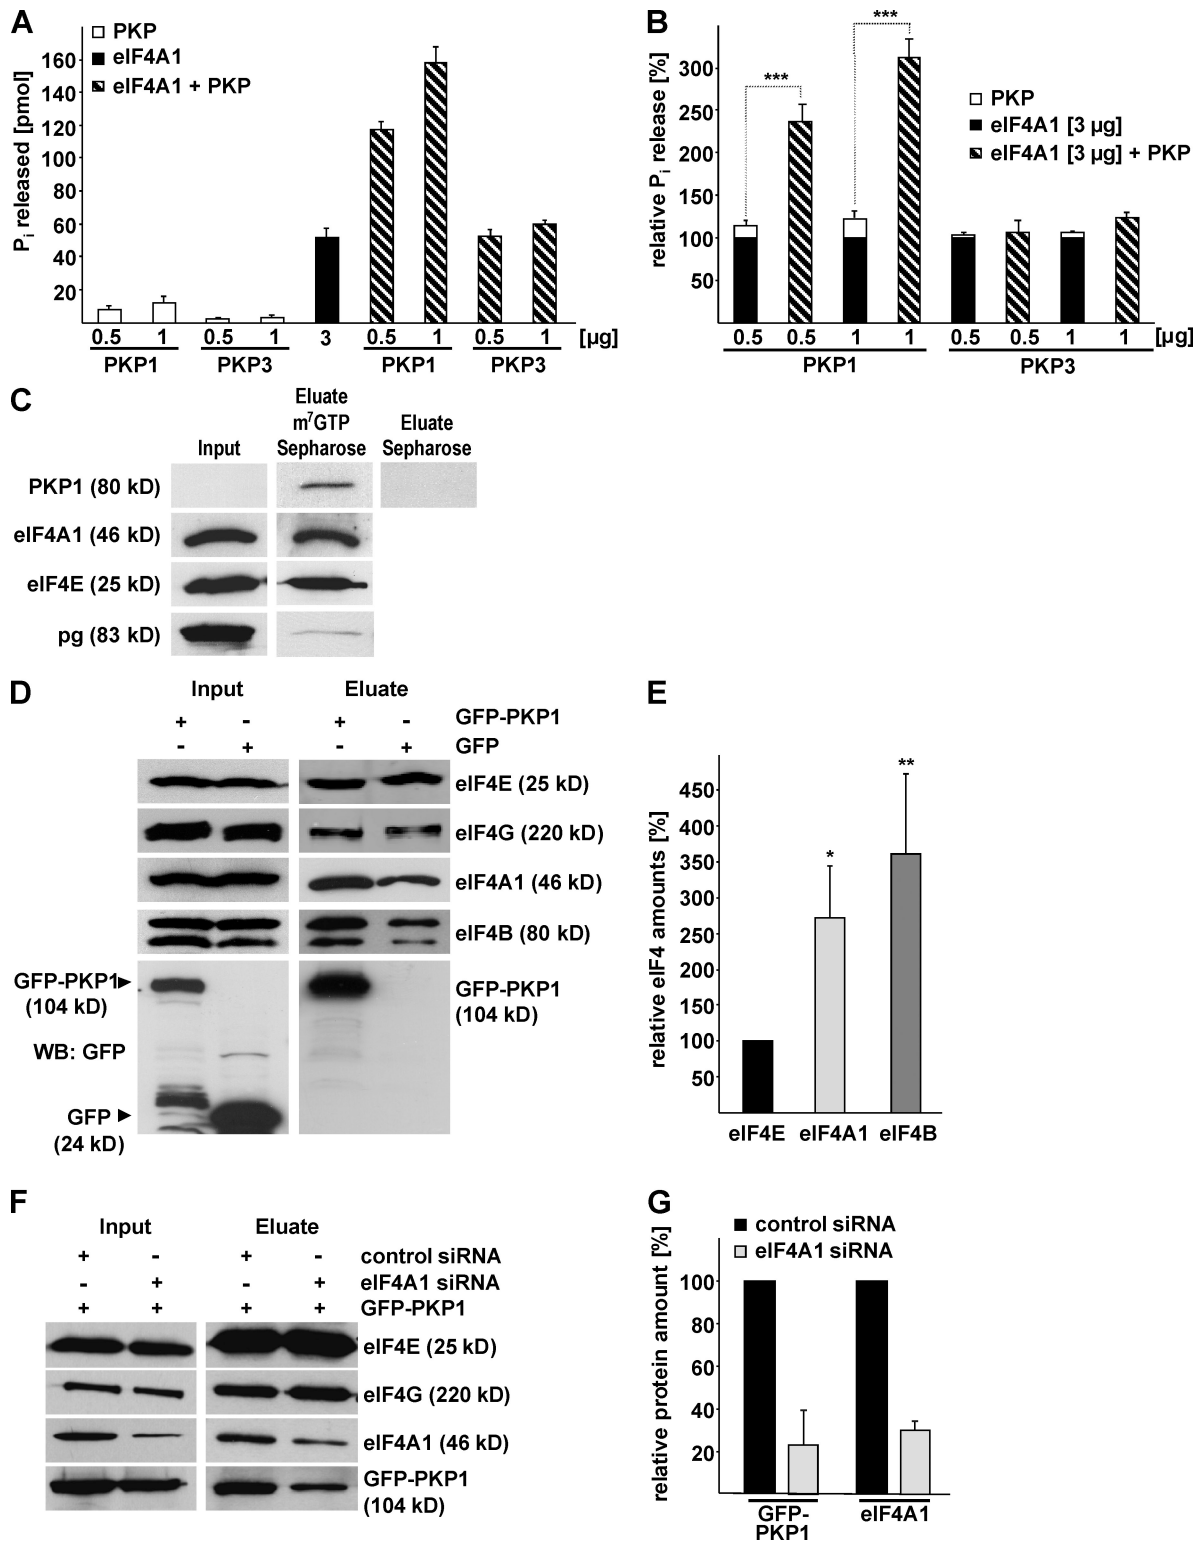 A
PKP
eIF4A1
eIF4A1 + PKP
Pi released [pmol]
160
140
120
100
80
60
40
20
0.5 1 0.5 1 3 0.5 1 0.5 1 [µg]
PKP1 PKP3 PKP1 PKP3
B
***
***
PKP
eIF4A1 [3 µg]
eIF4A1 [3 µg] + PKP
relative Pi release [%]
300
250
200
150
100
50
0.5 0.5 1 1 0.5 0.5 1 1 [µg]
PKP1 PKP3
C
Input
Eluate
m7GTP
Sepharose
Eluate
Sepharose
PKP1 (80 kD)
eIF4A1 (46 kD)
eIF4E (25 kD)
pg (83 kD)
D
Input Eluate
+ - + - GFP-PKP1
- + - + GFP
eIF4E (25 kD)
eIF4G (220 kD)
eIF4A1 (46 kD)
eIF4B (80 kD)
GFP-PKP1
(104 kD)
GFP-PKP1
(104 kD)
WB: GFP
GFP
(24 kD)
E
relative eIF4 amounts [%]
450
400
350
300
250
200
150
100
50
*
**
eIF4E eIF4A1 eIF4B
F
Input Eluate
+ - + - control siRNA
- + - + eIF4A1 siRNA
+ + + + GFP-PKP1
eIF4E (25 kD)
eIF4G (220 kD)
eIF4A1 (46 kD)
GFP-PKP1
(104 kD)
G
control siRNA
eIF4A1 siRNA
relative protein amount [%]
100
80
60
40
20
GFP-
PKP1
eIF4A1